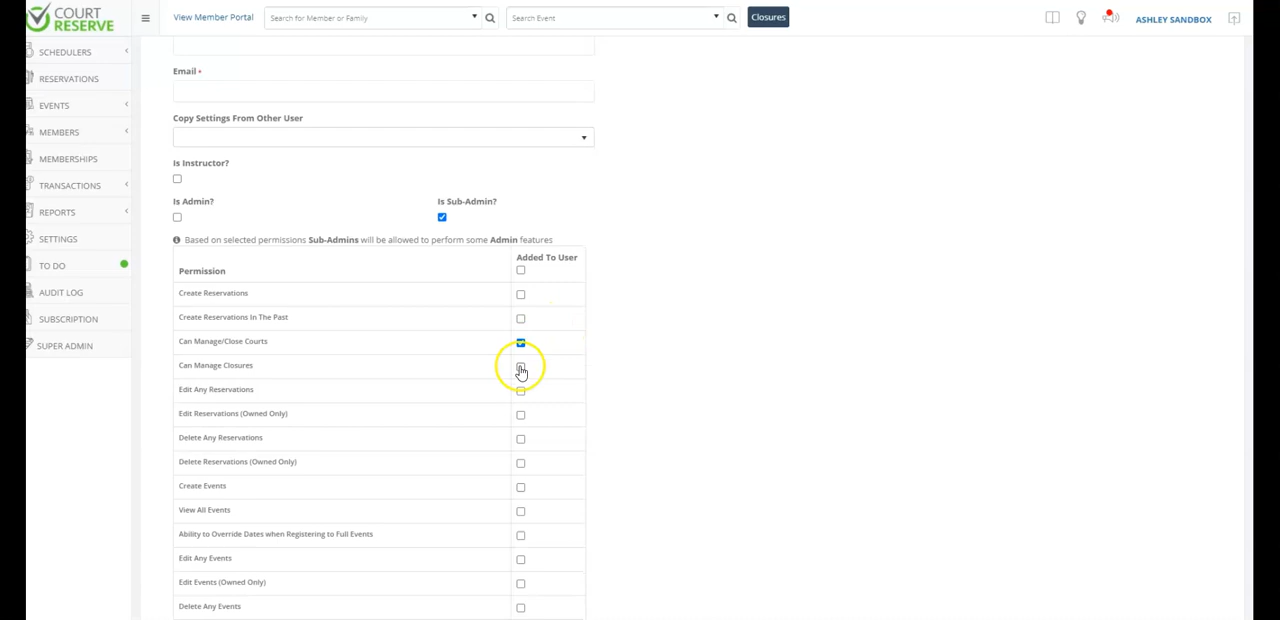 COURT
RESERVE
View Member Portal
Search for Member or Family
Search Event
Closures
ASHLEY SANDBOX
SCHEDULERS
RESERVATIONS
EVENTS
MEMBERS
MEMBERSHIPS
TRANSACTIONS
REPORTS
SETTINGS
TO DO
AUDIT LOG
SUBSCRIPTION
SUPER ADMIN
Email *
Copy Settings From Other User
Is Instructor?
Is Admin?
Is Sub-Admin?
Based on selected permissions Sub-Admins will be allowed to perform some Admin features
Permission
Added To User
Create Reservations
Create Reservations In The Past
Can Manage/Close Courts
Can Manage Closures
Edit Any Reservations
Edit Reservations (Owned Only)
Delete Any Reservations
Delete Reservations (Owned Only)
Create Events
View All Events
Ability to Override Dates when Registering to Full Events
Edit Any Events
Edit Events (Owned Only)
Delete Any Events